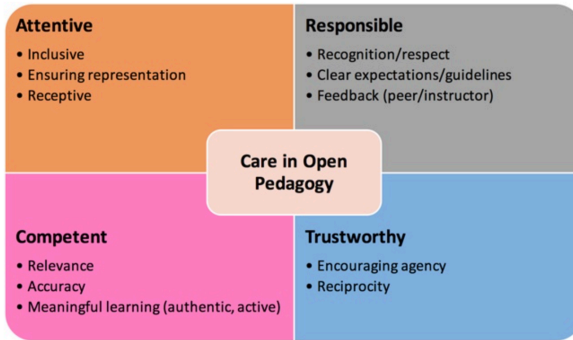 Attentive
• Inclusive
• Ensuring representation
• Receptive
Responsible
• Recognition/respect
• Clear expectations/guidelines
• Feedback (peer/instructor)
Care in Open
Pedagogy
Competent
• Relevance
• Accuracy
• Meaningful learning (authentic, active)
Trustworthy
• Encouraging agency
• Reciprocity